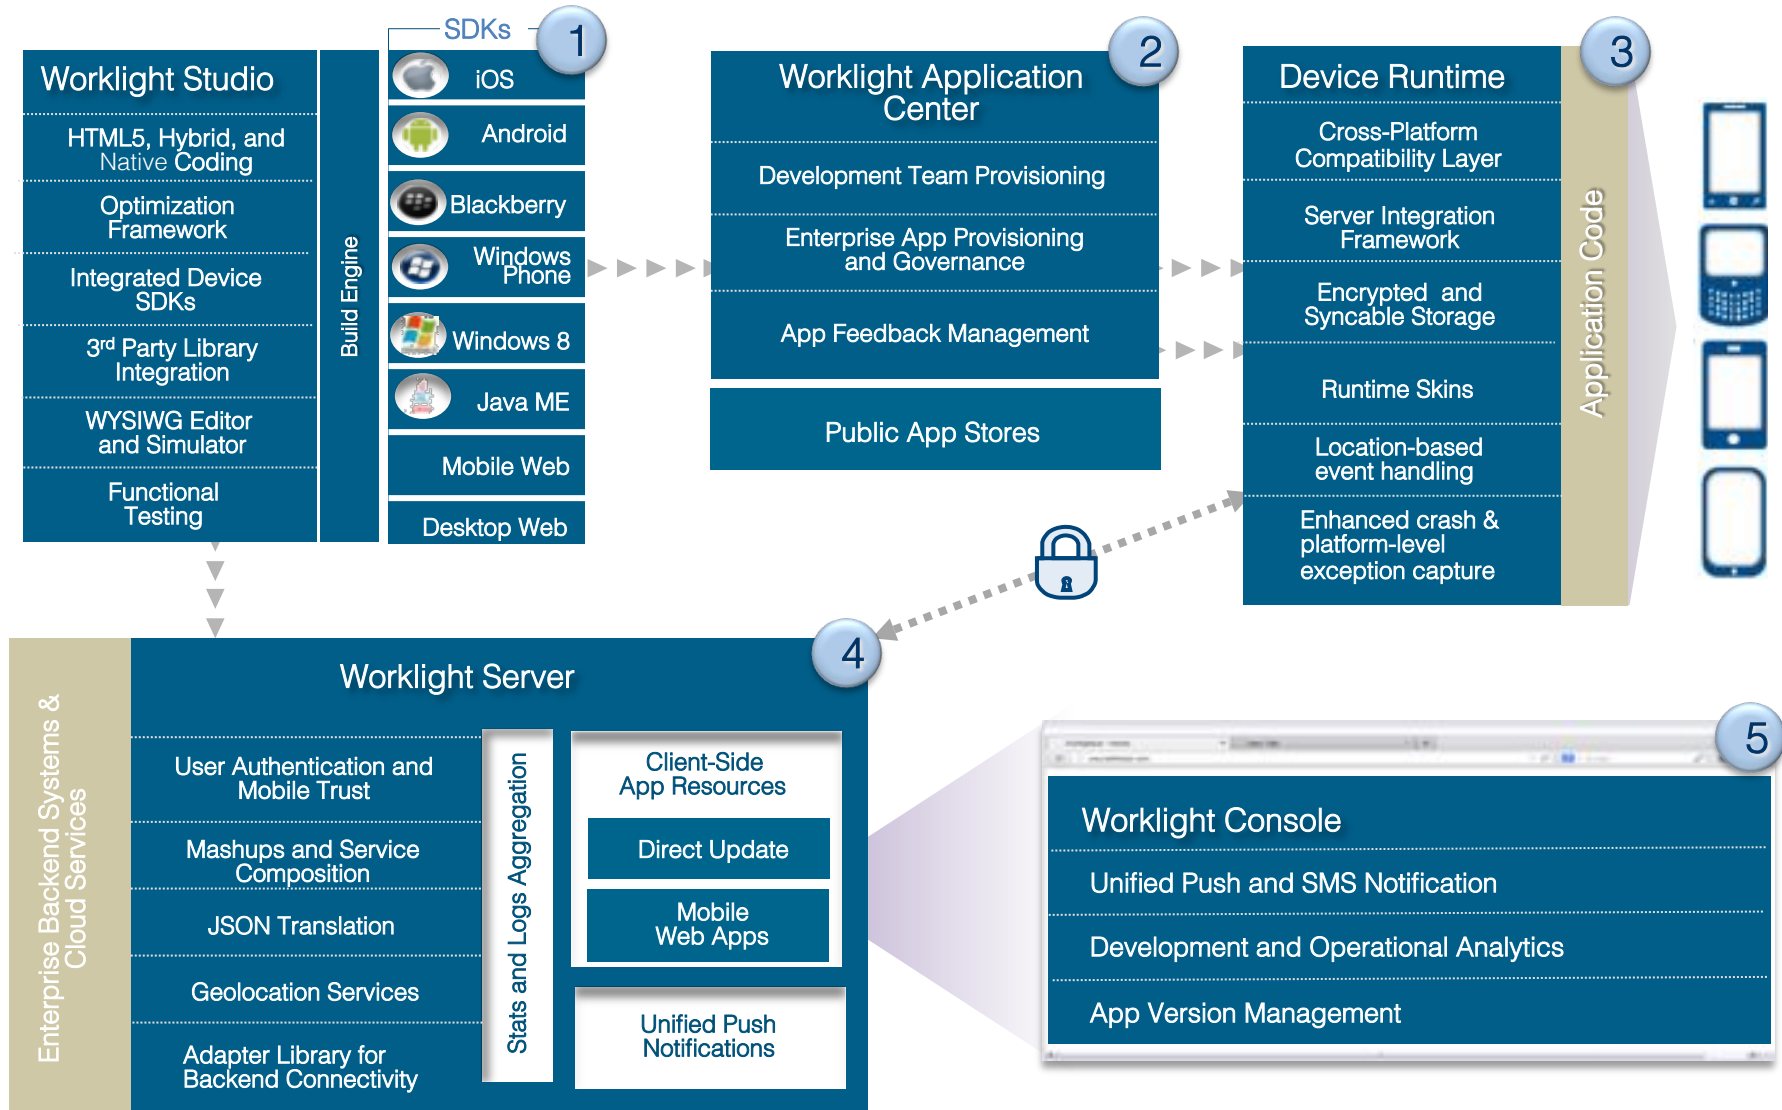 SDKs
1
Worklight Studio
HTML5, Hybrid, and
Native Coding
Optimization
Framework
Integrated Device
SDKs
3rd Party Library
Integration
WYSIWG Editor
and Simulator
Functional
Testing
Build Engine
iOS
Android
Blackberry
Windows
Phone
Windows 8
Java ME
Mobile Web
Desktop Web
2
Worklight Application
Center
Development Team Provisioning
Enterprise App Provisioning
and Governance
App Feedback Management
Public App Stores
3
Device Runtime
Cross-Platform
Compatibility Layer
Server Integration
Framework
Encrypted and
Syncable Storage
Runtime Skins
Location-based
event handling
Enhanced crash &
platform-level
exception capture
Application Code
4
Enterprise Backend Systems &
Cloud Services
Worklight Server
User Authentication and
Mobile Trust
Mashups and Service
Composition
JSON Translation
Geolocation Services
Adapter Library for
Backend Connectivity
Stats and Logs Aggregation
Client-Side
App Resources
Direct Update
Mobile
Web Apps
Unified Push
Notifications
5
Worklight Console
Unified Push and SMS Notification
Development and Operational Analytics
App Version Management